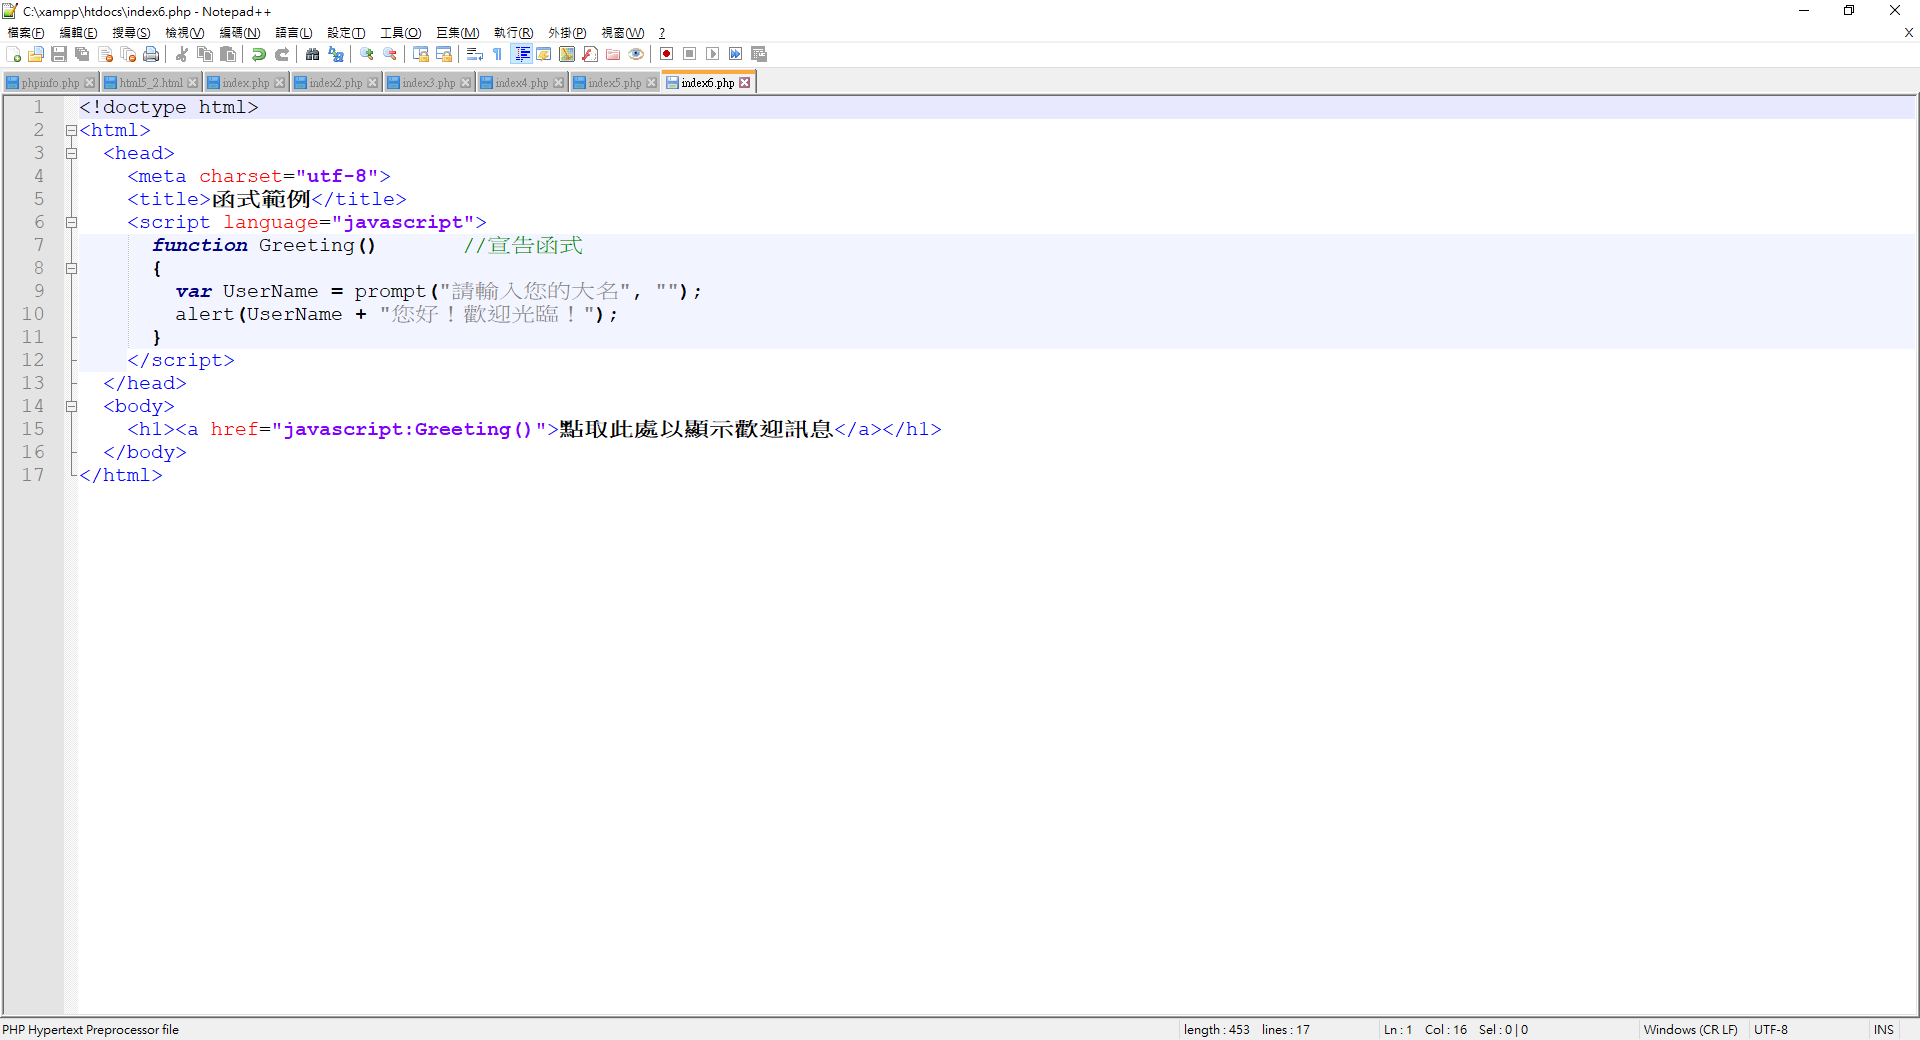 C:\xampp\htdocs\index6.php - Notepad++
檔案(F) 編輯(E) 搜尋(S) 檢視(V) 編碼(N) 語言(L) 設定(T) 工具(O) 巨集(M) 執行(R) 外掛(P) 視窗(W) ? X
phpinfo.php html5_2.html index.php index2.php index3.php index4.php index5.php index6.php
1 <!doctype html>
2 <html>
3 <head>
4 <meta charset="utf-8">
5 <title>函式範例</title>
6 <script language="javascript">
7 function Greeting() //宣告函式
8 {
9 var UserName = prompt("請輸入您的大名", "");
10 alert(UserName + "您好！歡迎光臨！");
11 }
12 </script>
13 </head>
14 <body>
15 <h1><a href="javascript:Greeting()">點取此處以顯示歡迎訊息</a></h1>
16 </body>
17 </html>
PHP Hypertext Preprocessor file length : 453 lines : 17 Ln : 1 Col : 16 Sel : 0 | 0 Windows (CR LF) UTF-8 INS